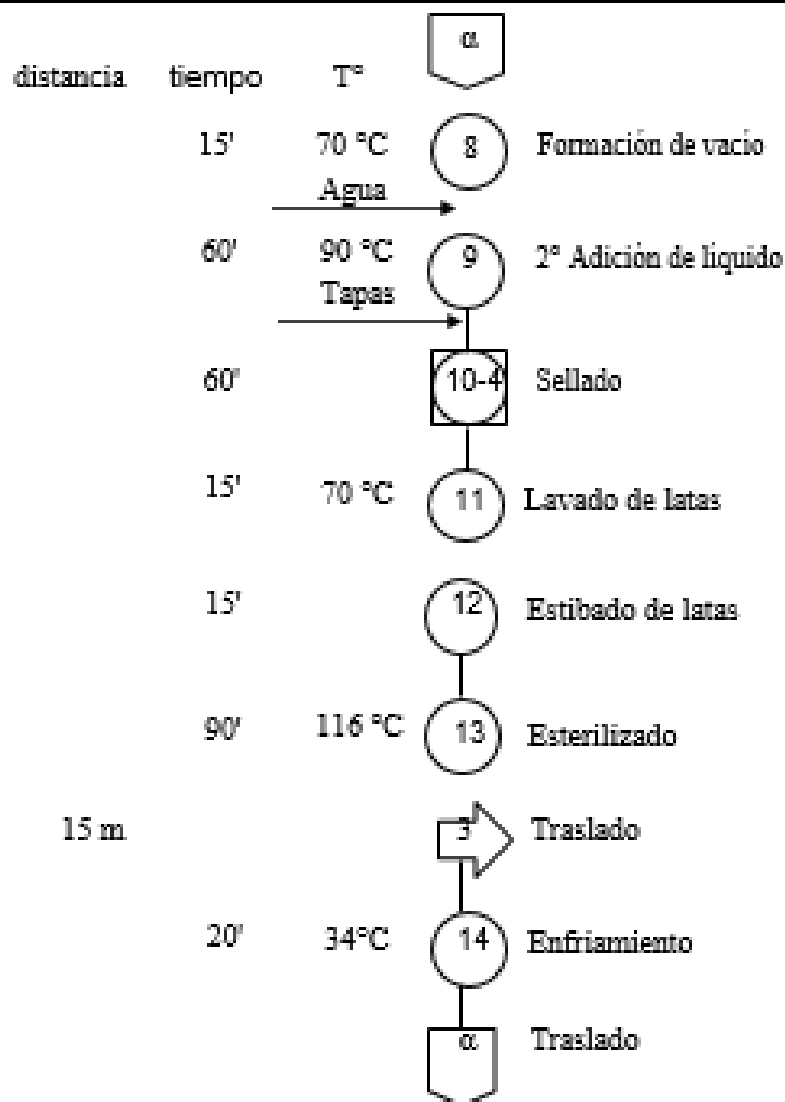 α
distancia tiempo T°
15' 70 °C 8 Formación de vacio
Agua
60' 90 °C 9 2° Adición de liquido
Tapas
60' 10-4 Sellado
15' 70 °C 11 Lavado de latas
15' 12 Estibado de latas
90' 116 °C 13 Esterilizado
15 m 3 Traslado
20' 34°C 14 Enfriamiento
α Traslado